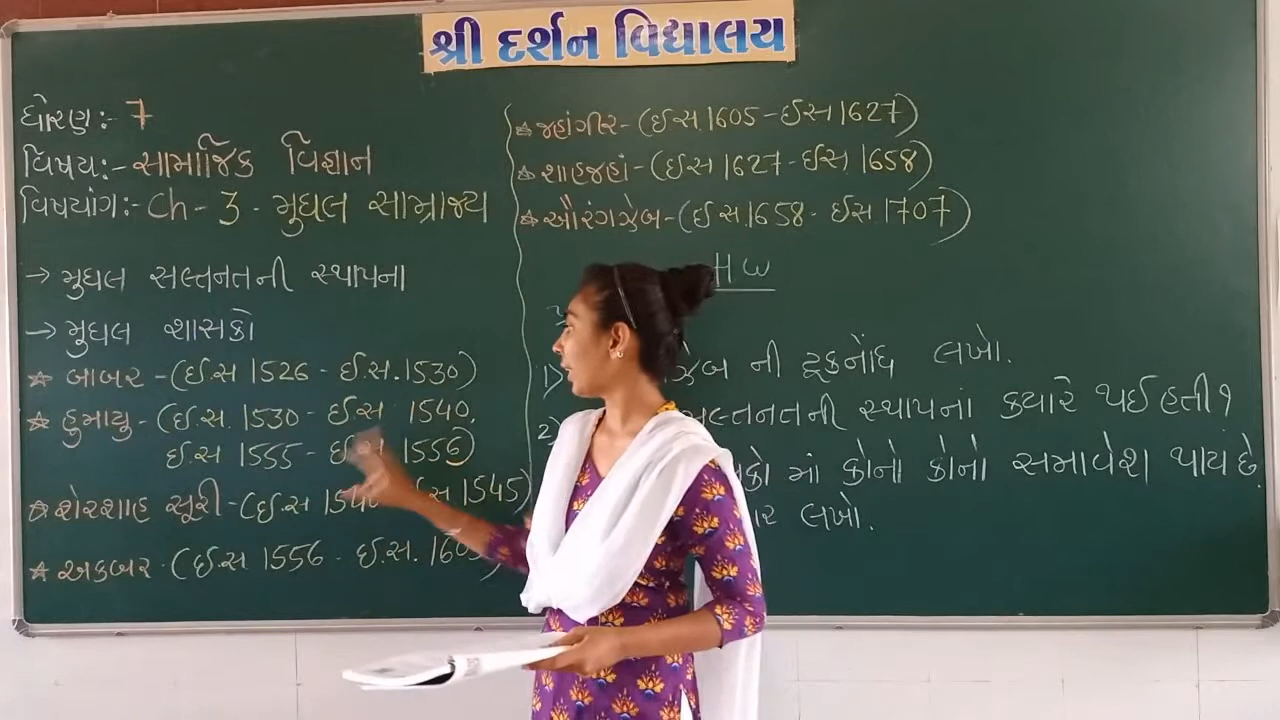 શ્રી દર્શન વિદ્યાલય
ધોરણ:- 7
વિષય:- સામાજિક વિજ્ઞાન
વિષયાંગ:- Ch - 3 - મુઘલ સામ્રાજ્ય
→ મુઘલ સલ્તનતની સ્થાપના
→ મુઘલ શાસકો
☆ બાબર - (ઈ.સ 1526 - ઈ.સ. 1530)
☆ હુમાયુ - (ઈ.સ. 1530 - ઈ.સ 1540,
ઈ.સ 1555 - ઈ.સ 1556)
☆ શેરશાહ સૂરી - (ઈ.સ 1540 ઈ.સ 1545)
☆ અકબર - (ઈ.સ 1556 - ઈ.સ. 1605)
☆ જહાંગીર - (ઈ.સ. 1605 - ઈ.સ 1627)
☆ શાહજહાં - (ઈ.સ 1627 - ઈ.સ. 1658)
☆ ઔરંગઝેબ - (ઈ.સ. 1658 - ઈ.સ. 1707)
HW
1) ની ટૂકનોંધ લખો.
2) સલ્તનતની સ્થાપનાં ક્યારે થઈ હતી?
માં કોનો કોનો સમાવેશ થાય છે.
લખો.